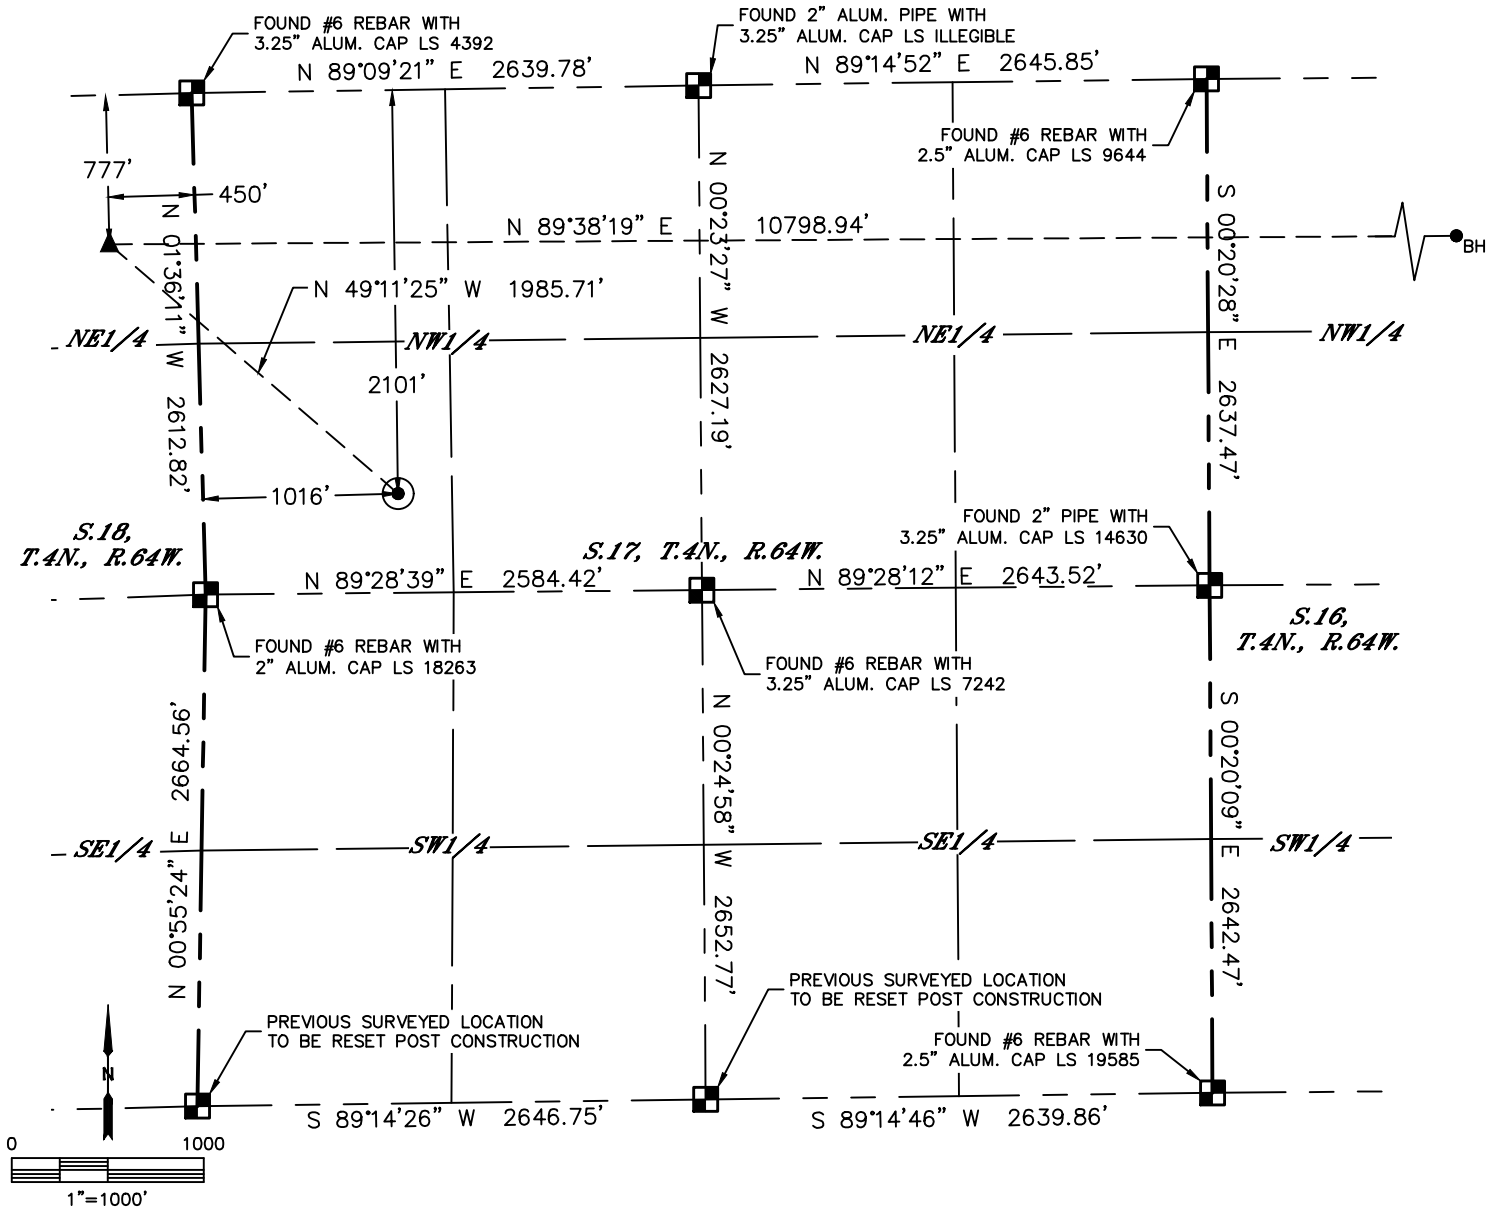 FOUND #6 REBAR WITH
3.25" ALUM. CAP LS 4392
FOUND 2" ALUM. PIPE WITH
3.25" ALUM. CAP LS ILLEGIBLE
N 89°09'21" E 2639.78'
N 89°14'52" E 2645.85'
FOUND #6 REBAR WITH
2.5" ALUM. CAP LS 9644
777'
450'
N 01°36'11" W 2612.82'
N 00°23'27" W 2627.19'
S 00°20'28" E 2637.47'
N 89°38'19" E 10798.94'
BH
N 49°11'25" W 1985.71'
NE1/4
NW1/4
NE1/4
NW1/4
2101'
1016'
S.18,
T.4N., R.64W.
S.17, T.4N., R.64W.
FOUND 2" PIPE WITH
3.25" ALUM. CAP LS 14630
N 89°28'39" E 2584.42'
N 89°28'12" E 2643.52'
S.16,
T.4N., R.64W.
FOUND #6 REBAR WITH
2" ALUM. CAP LS 18263
FOUND #6 REBAR WITH
3.25" ALUM. CAP LS 7242
N 00°55'24" E 2664.56'
N 00°24'58" W 2652.77'
S 00°20'09" E 2642.47'
SE1/4
SW1/4
SE1/4
SW1/4
PREVIOUS SURVEYED LOCATION
TO BE RESET POST CONSTRUCTION
PREVIOUS SURVEYED LOCATION
TO BE RESET POST CONSTRUCTION
FOUND #6 REBAR WITH
2.5" ALUM. CAP LS 19585
N
S 89°14'26" W 2646.75'
S 89°14'46" W 2639.86'
0 1000
1"=1000'